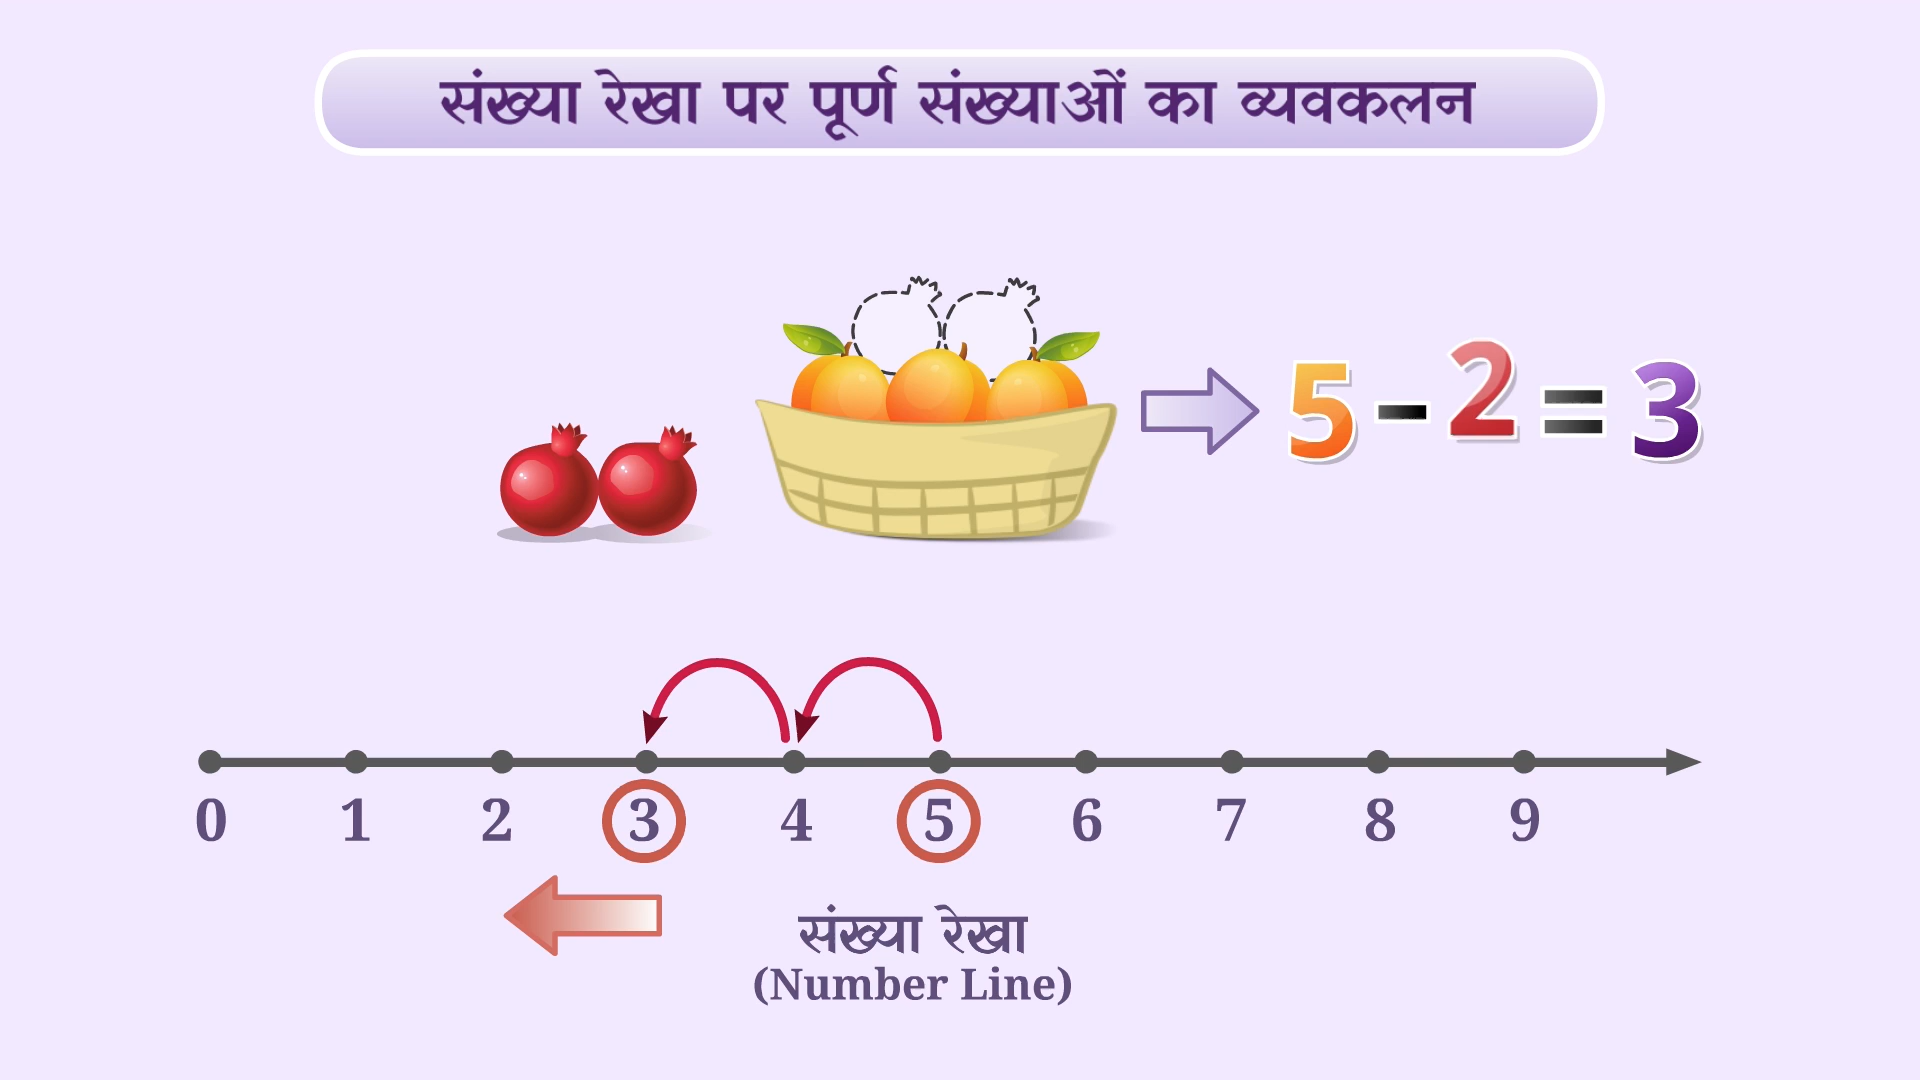 संख्या रेखा पर पूर्ण संख्याओं का व्यवकलन
5 - 2 = 3
0 1 2 3 4 5 6 7 8 9
संख्या रेखा
(Number Line)